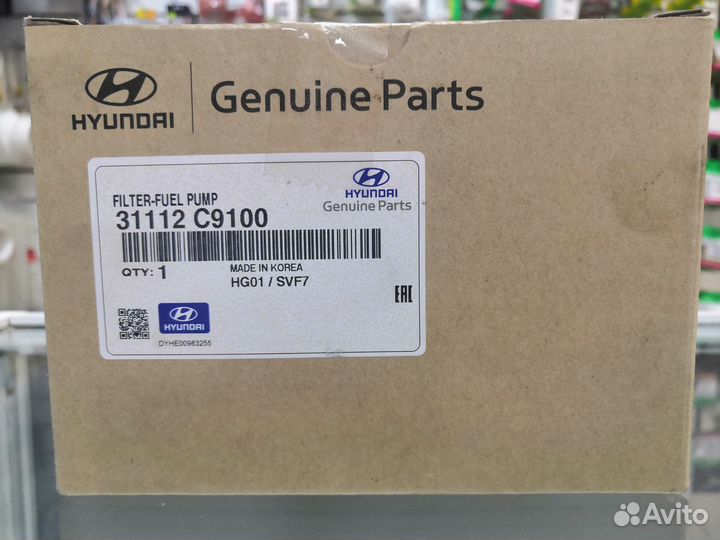 HYUNDAI
Genuine Parts
FILTER-FUEL PUMP
31112 C9100
HYUNDAI
Genuine Parts
QTY: 1
MADE IN KOREA
HG01 / SVF7
EAC
HYUNDAI
DYHE00963255
Avito